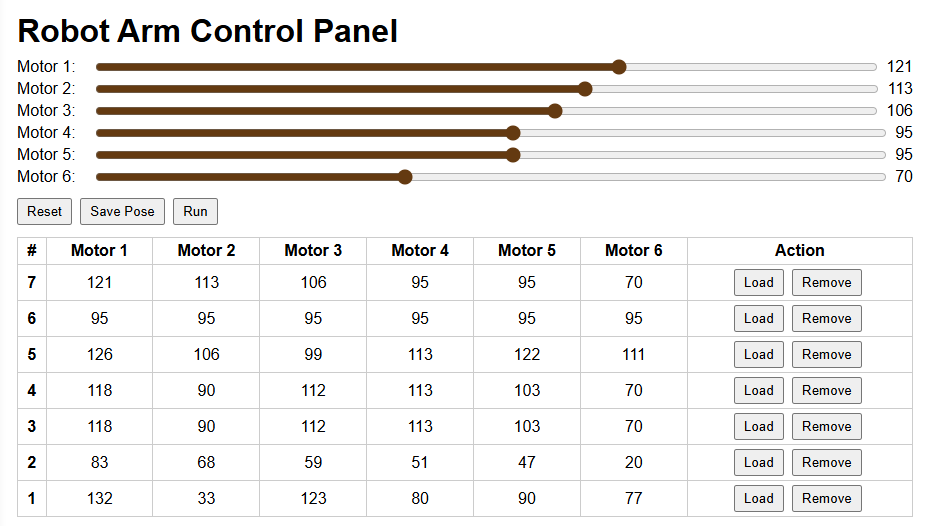 Robot Arm Control Panel
Motor 1: 121
Motor 2: 113
Motor 3: 106
Motor 4: 95
Motor 5: 95
Motor 6: 70
Reset Save Pose Run
# Motor 1 Motor 2 Motor 3 Motor 4 Motor 5 Motor 6 Action
7 121 113 106 95 95 70 Load Remove
6 95 95 95 95 95 95 Load Remove
5 126 106 99 113 122 111 Load Remove
4 118 90 112 113 103 70 Load Remove
3 118 90 112 113 103 70 Load Remove
2 83 68 59 51 47 20 Load Remove
1 132 33 123 80 90 77 Load Remove